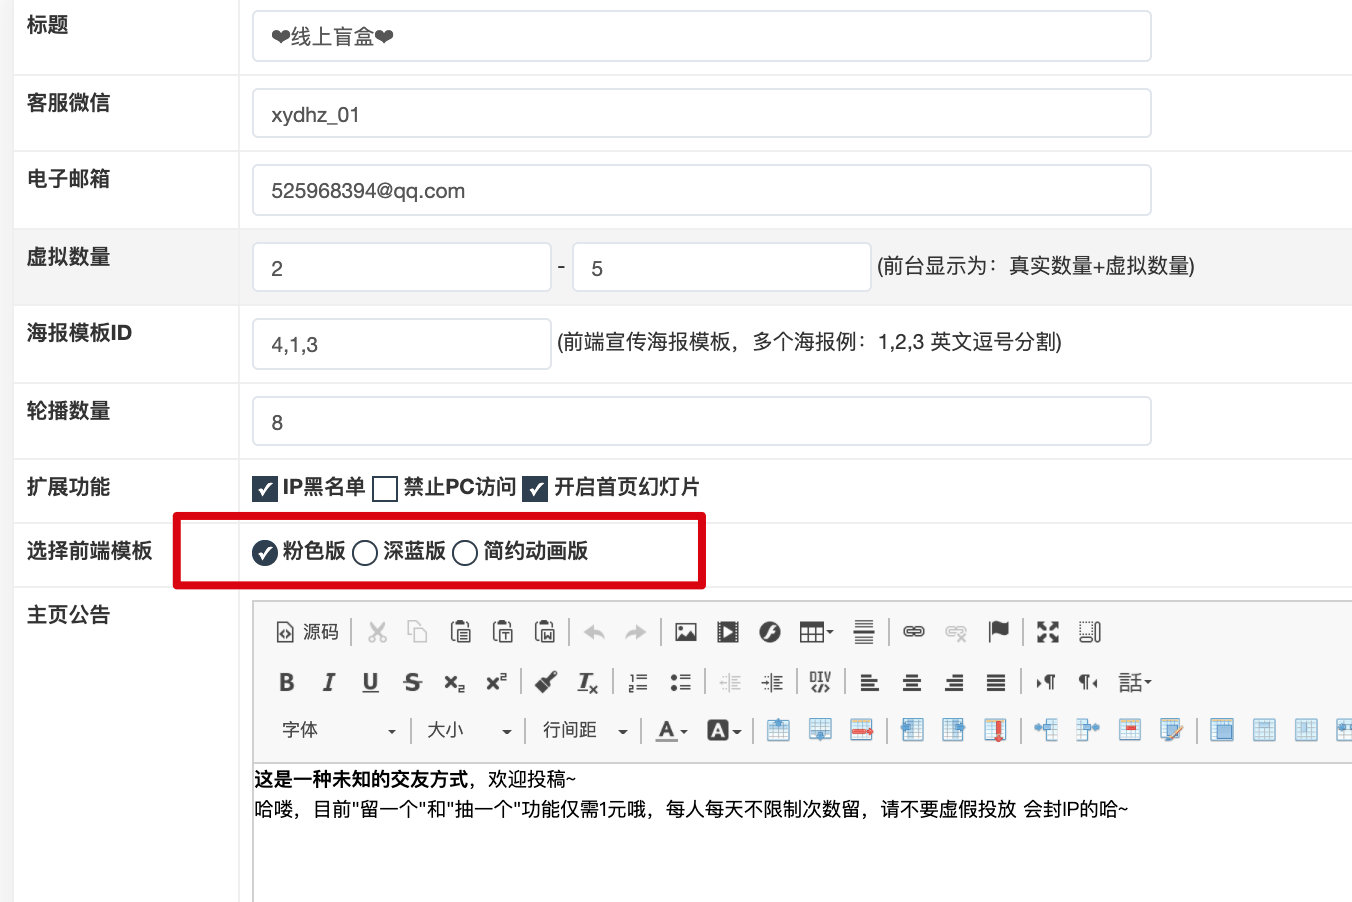 标题
❤线上盲盒❤
客服微信
xydhz_01
电子邮箱
525968394@qq.com
虚拟数量
2 - 5 (前台显示为：真实数量+虚拟数量)
海报模板ID
4,1,3 (前端宣传海报模板，多个海报例：1,2,3 英文逗号分割)
轮播数量
8
扩展功能
IP黑名单 禁止PC访问 开启首页幻灯片
选择前端模板
粉色版 深蓝版 简约动画版
主页公告
源码
B I U S x₂ x² Tx DIV 話
字体 大小 行间距 A A
这是一种未知的交友方式，欢迎投稿~
哈喽，目前"留一个"和"抽一个"功能仅需1元哦，每人每天不限制次数留，请不要虚假投放 会封IP的哈~